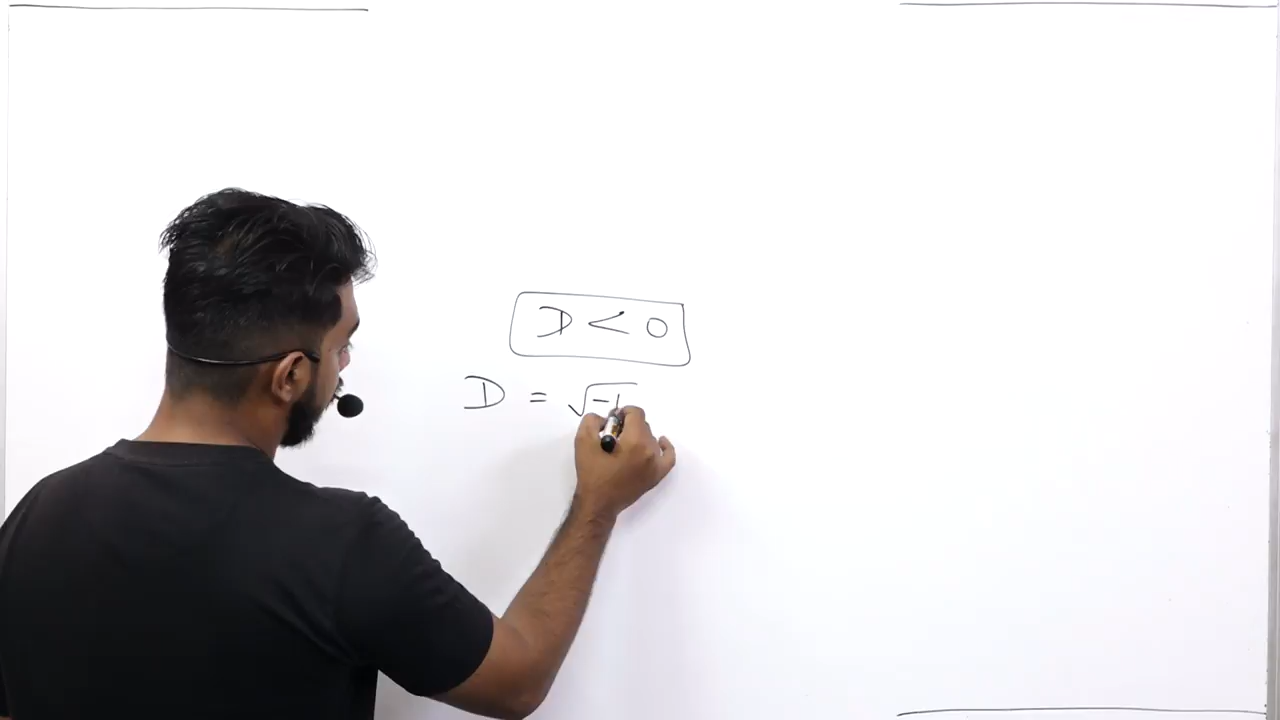 D < 0
D = √-1